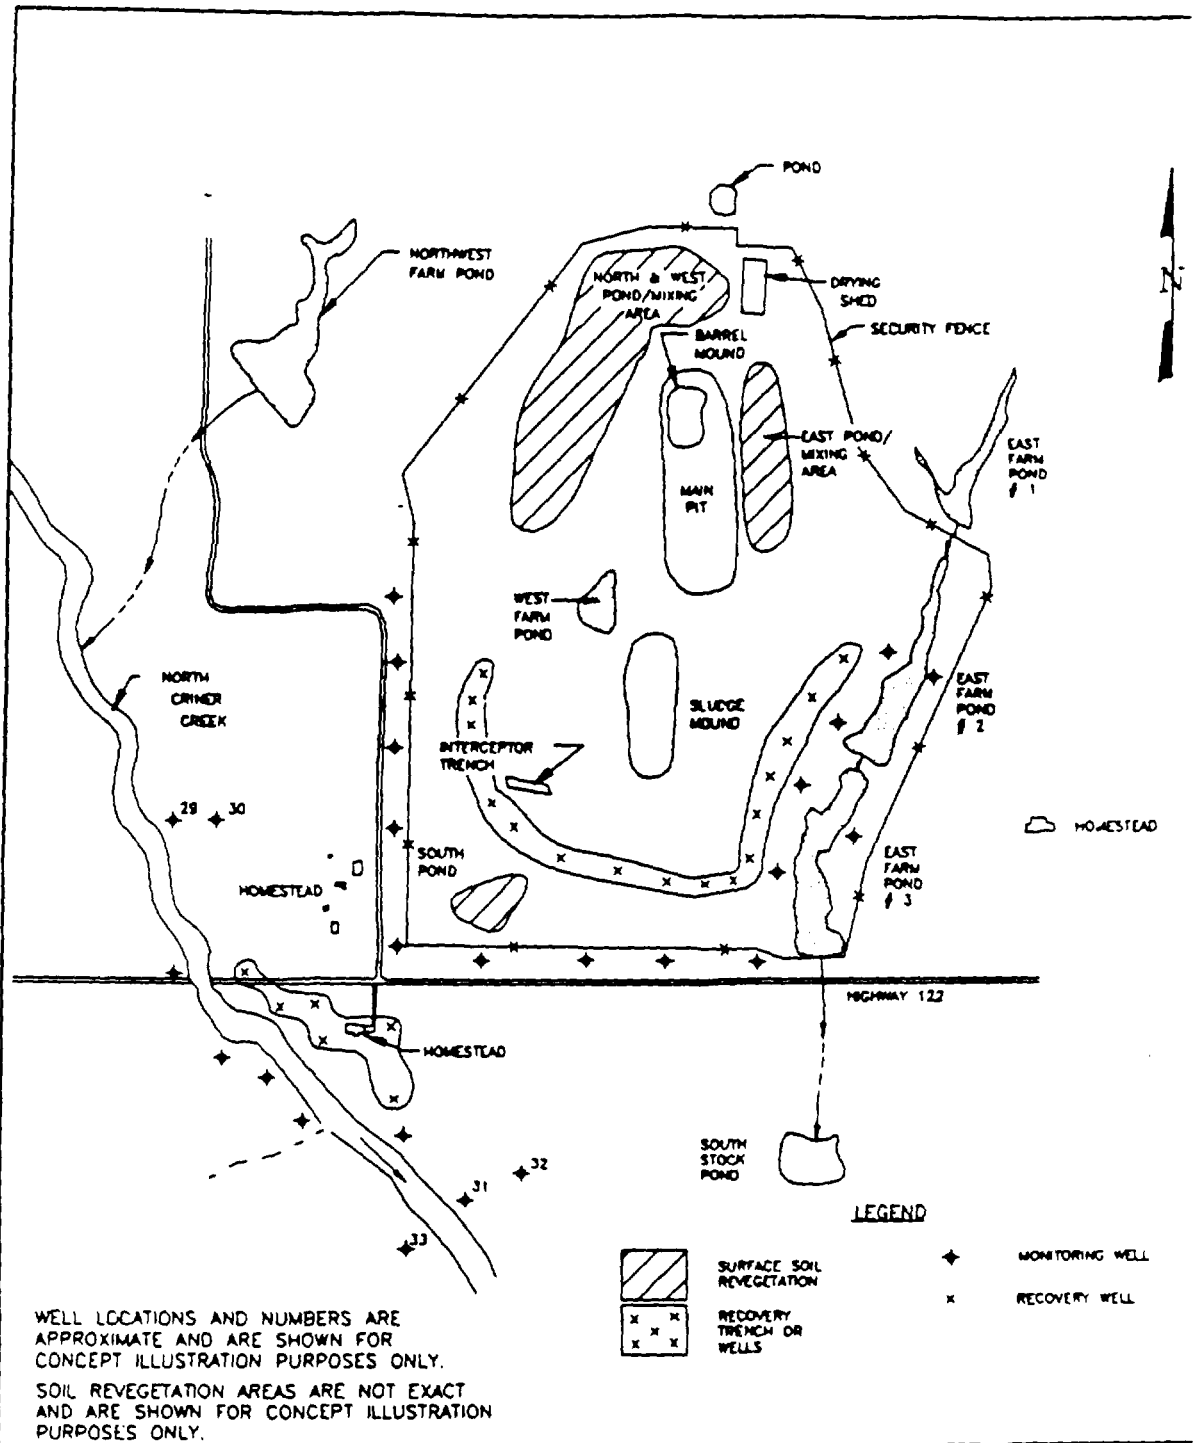 POND
N
NORTHWEST
FARM POND
NORTH & WEST
POND/MIXING
AREA
DRYING
SHED
SECURITY FENCE
BARREL
MOUND
EAST POND/
MIXING
AREA
EAST
FARM
POND
# 1
MAIN
PIT
WEST
FARM
POND
NORTH
CRINER
CREEK
SLUDGE
MOUND
EAST
FARM
POND
# 2
INTERCEPTOR
TRENCH
29
30
HOMESTEAD
SOUTH
POND
EAST
FARM
POND
# 3
HOMESTEAD
HIGHWAY 122
HOMESTEAD
SOUTH
STOCK
POND
32
31
33
LEGEND
SURFACE SOIL
REVEGETATION
MONITORING WELL
RECOVERY
TRENCH OR
WELLS
RECOVERY WELL
WELL LOCATIONS AND NUMBERS ARE
APPROXIMATE AND ARE SHOWN FOR
CONCEPT ILLUSTRATION PURPOSES ONLY.
SOIL REVEGETATION AREAS ARE NOT EXACT
AND ARE SHOWN FOR CONCEPT ILLUSTRATION
PURPOSES ONLY.